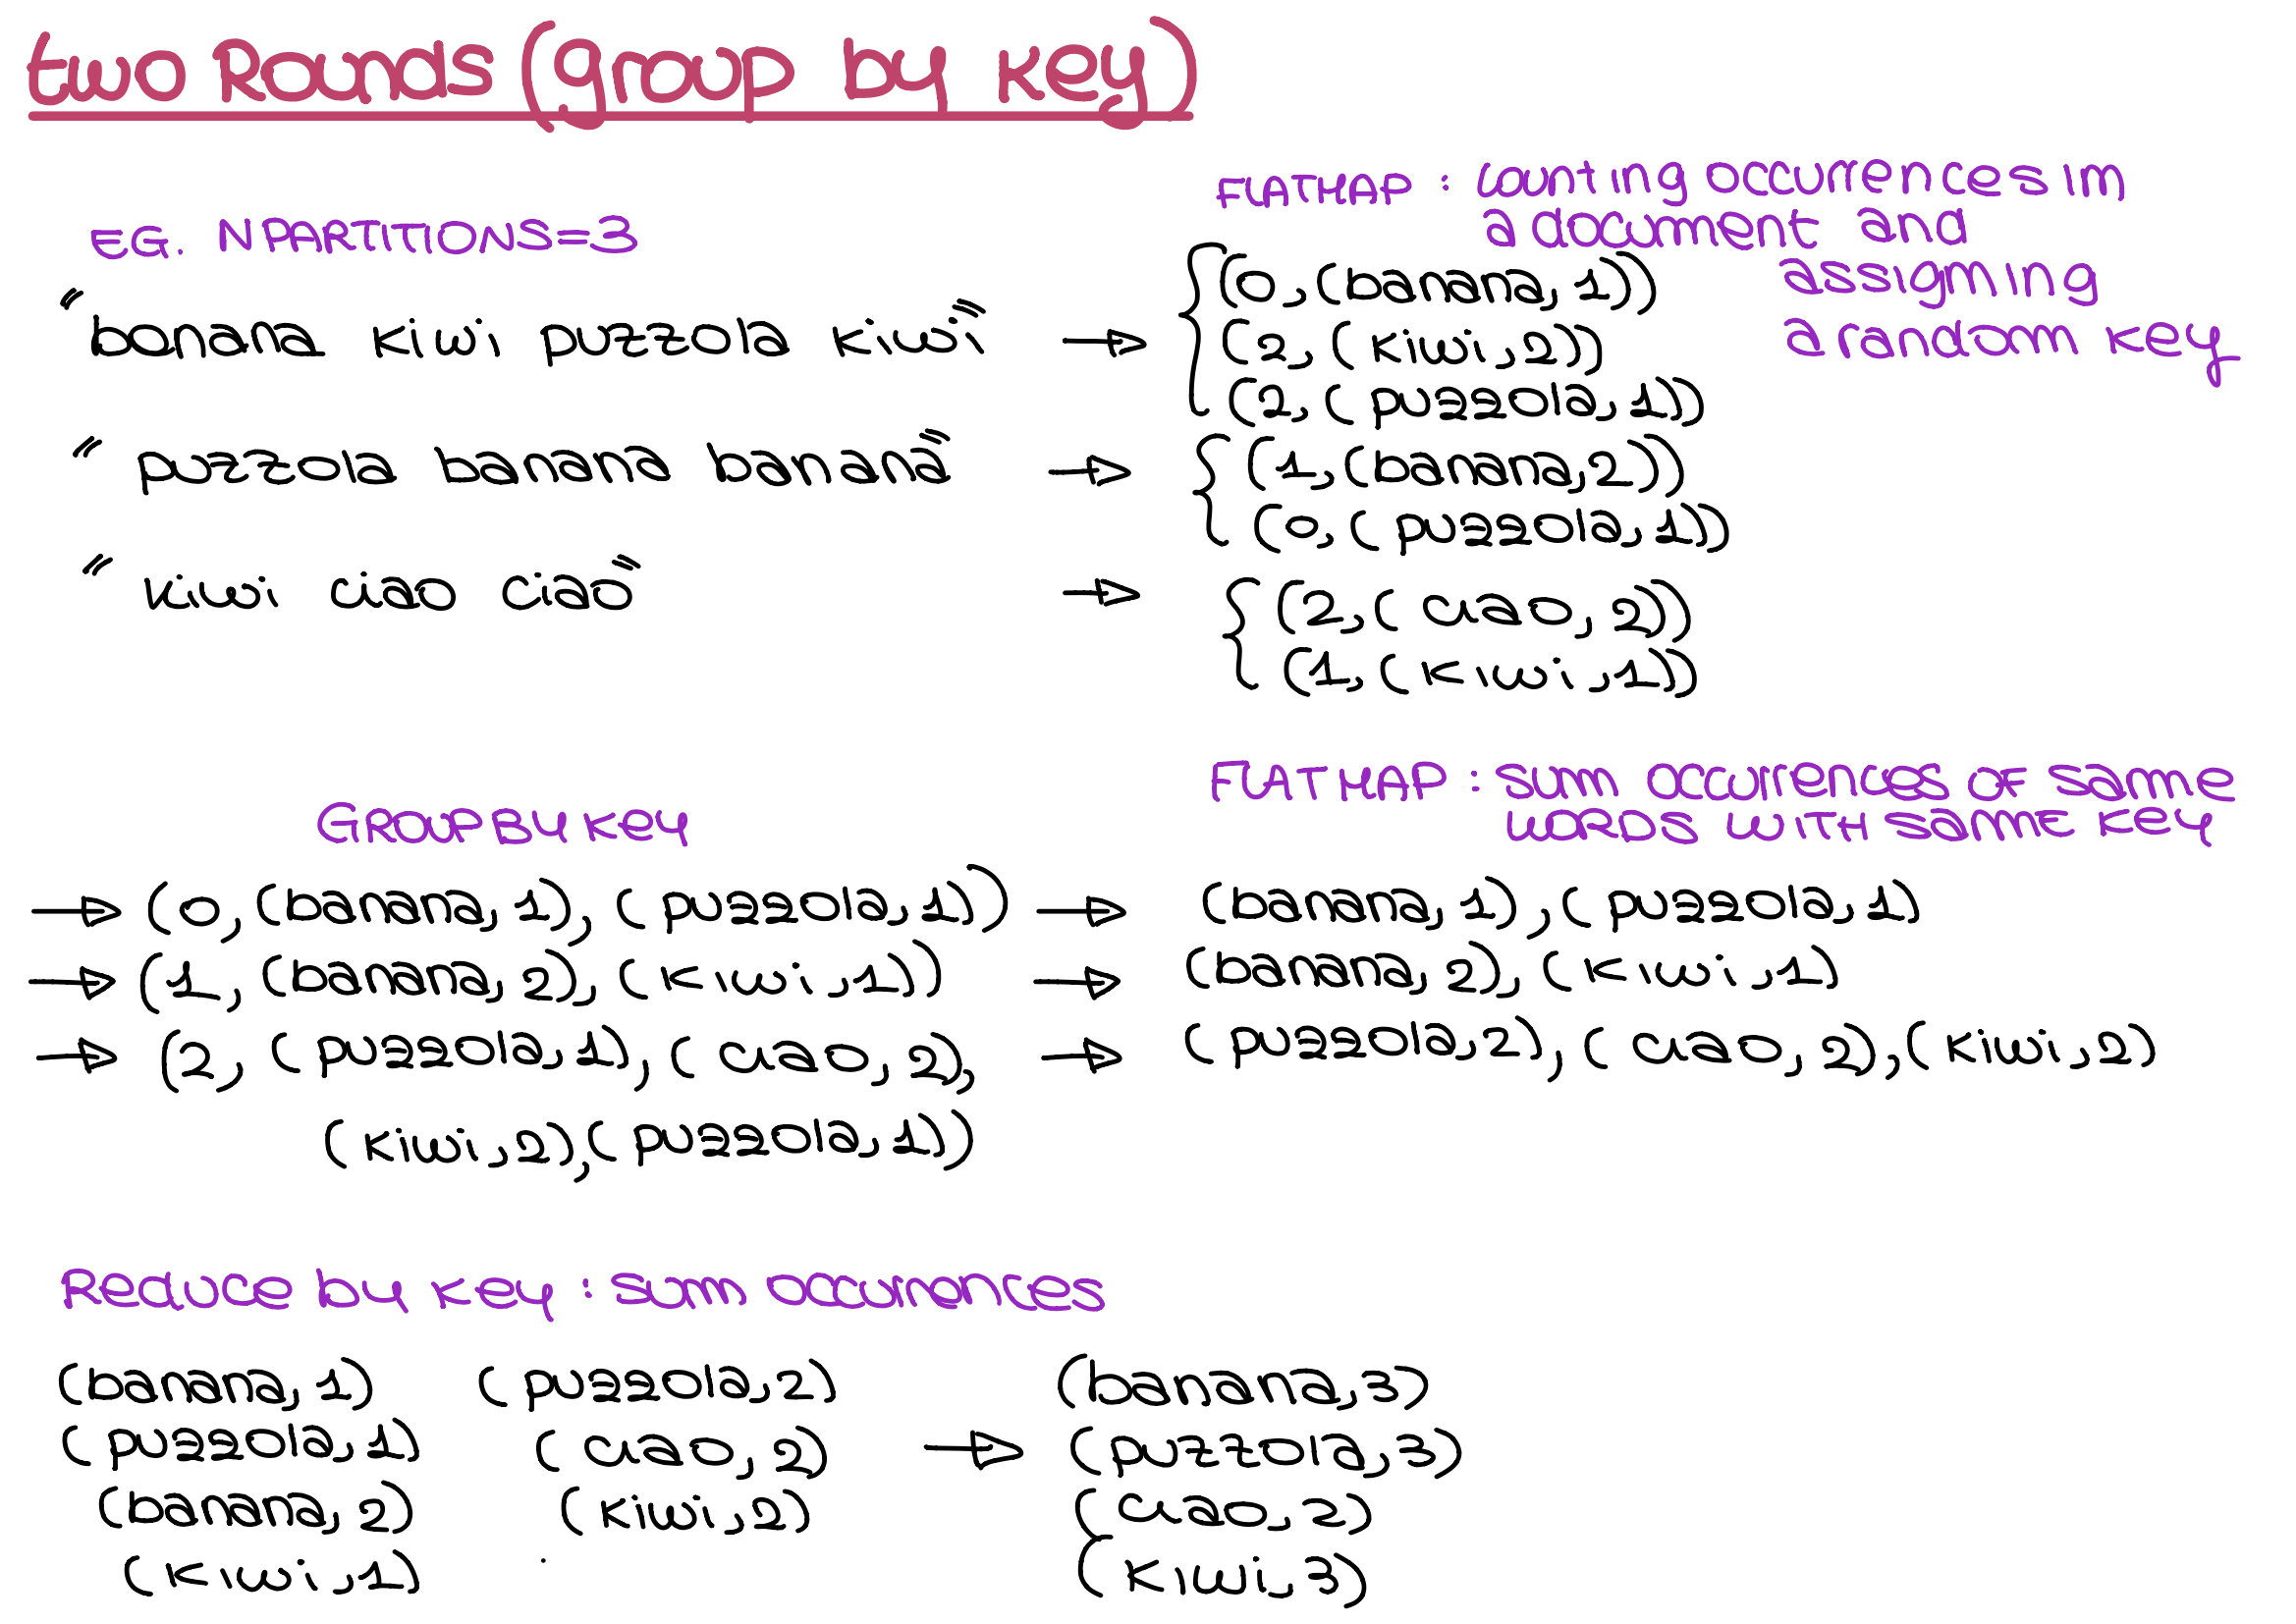 two Rounds (group by key)
FLATMAP : counting occurrences in
a document and
assigning
a random key
EG. NPARTITIONS=3
"banana kiwi puzzola kiwi" → { (0, (banana, 1))
(2, (kiwi, 2))
(2, (puzzola, 1))
"puzzola banana banana" → { (1, (banana, 2))
(0, (puzzola, 1))
"kiwi ciao ciao" → { (2, (ciao, 2))
(1, (kiwi, 1))
FLATMAP : sum occurrences of same
words with same key
GROUP BY KEY
→ (0, (banana, 1), (puzzola, 1)) → (banana, 1), (puzzola, 1)
→ (1, (banana, 2), (kiwi, 1)) → (banana, 2), (kiwi, 1)
→ (2, (puzzola, 1), (ciao, 2), → (puzzola, 2), (ciao, 2), (kiwi, 2)
(kiwi, 2), (puzzola, 1))
Reduce by key : sum occurrences
(banana, 1) (puzzola, 2) (banana, 3)
(puzzola, 1) (ciao, 2) → (puzzola, 3)
(banana, 2) (kiwi, 2) (ciao, 2)
(kiwi, 1) (kiwi, 3)